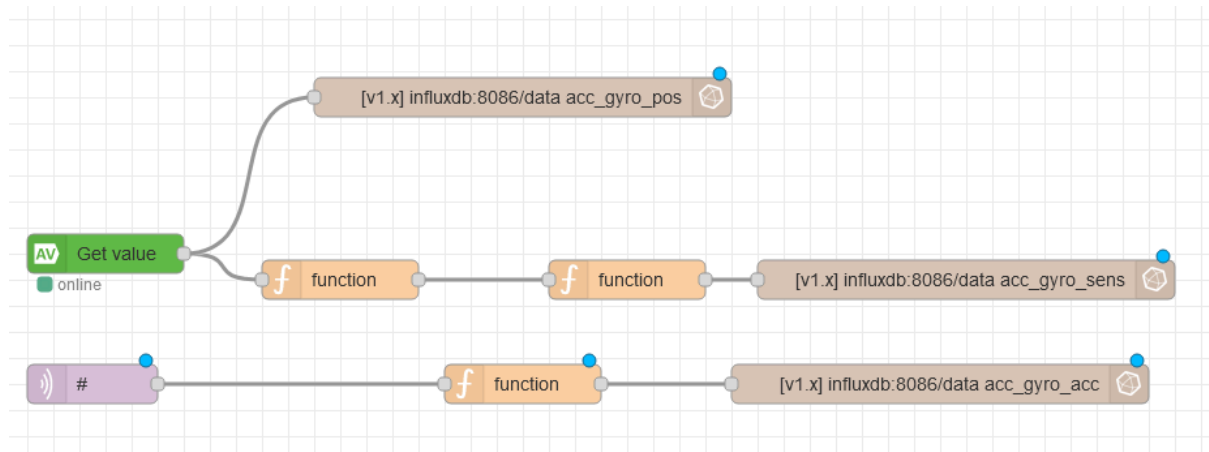 [v1.x] influxdb:8086/data acc_gyro_pos
AV Get value
online
function
function
[v1.x] influxdb:8086/data acc_gyro_sens
#
function
[v1.x] influxdb:8086/data acc_gyro_acc